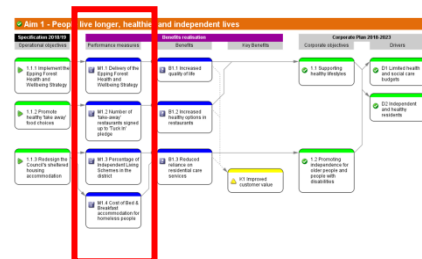 Aim 1 - People live longer, healthier and independent lives
Specification 2018/19
Benefits realisation
Corporate Plan 2018-2023
Operational objectives
Performance measures
Benefits
Key Benefits
Corporate objectives
Drivers
1.1.1 Implement the
Epping Forest
Health and
Wellbeing Strategy
M1.1 Delivery of the
Epping Forest
Health and
Wellbeing Strategy
B1.1 Increased
quality of life
1.1 Supporting
healthy lifestyles
D1 Limited health
and social care
budgets
1.1.2 Promote
healthy 'take away'
food choices
M1.2 Number of
take-away/
restaurants signed
up to 'Tuck In'
pledge
B1.2 Increased
healthy options in
restaurants
D2 Independent
and healthy
residents
1.1.3 Redesign the
Council's sheltered
housing
accommodation
M1.3 Percentage of
Independent Living
Schemes in the
district
B1.3 Reduced
reliance on
residential care
services
K1 Improved
customer value
1.2 Promoting
independence for
older people and
people with
disabilities
M1.4 Cost of Bed &
Breakfast
accommodation for
homeless people